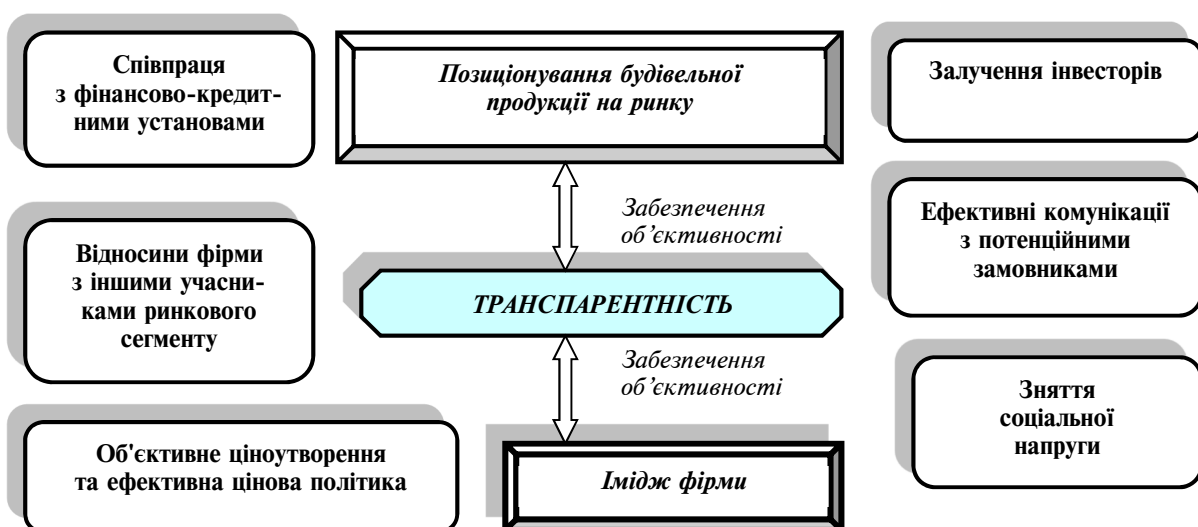 Співпраця
з фінансово-кредит-
ними установами
Позиціонування будівельної
продукції на ринку
Залучення інвесторів
Забезпечення
об’єктивності
Ефективні комунікації
з потенційними
замовниками
Відносини фірми
з іншими учасни-
ками ринкового
сегменту
ТРАНСПАРЕНТНІСТЬ
Забезпечення
об’єктивності
Зняття
соціальної
напруги
Об'єктивне ціноутворення
та ефективна цінова політика
Імідж фірми